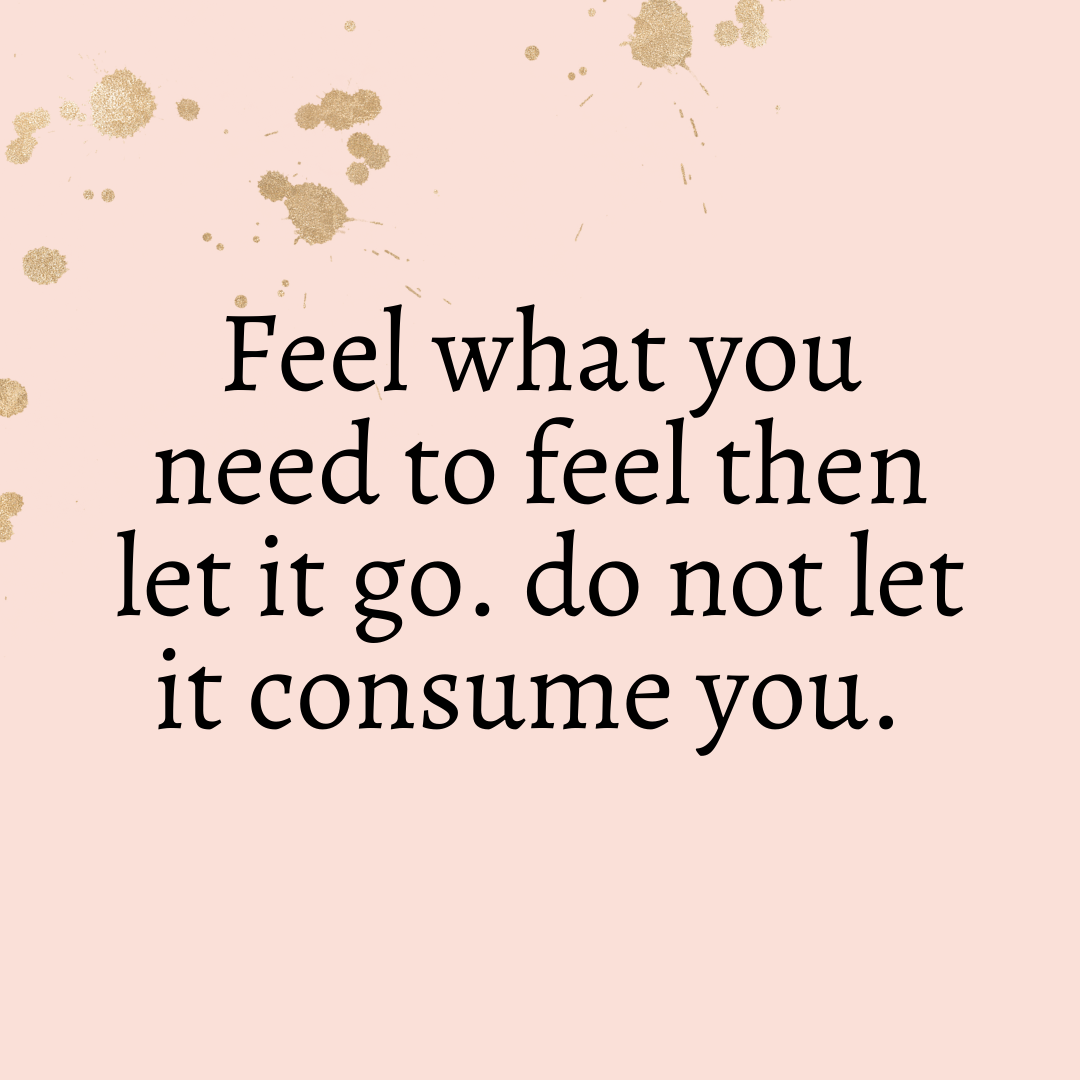 Feel what you
need to feel then
let it go. do not let
it consume you.